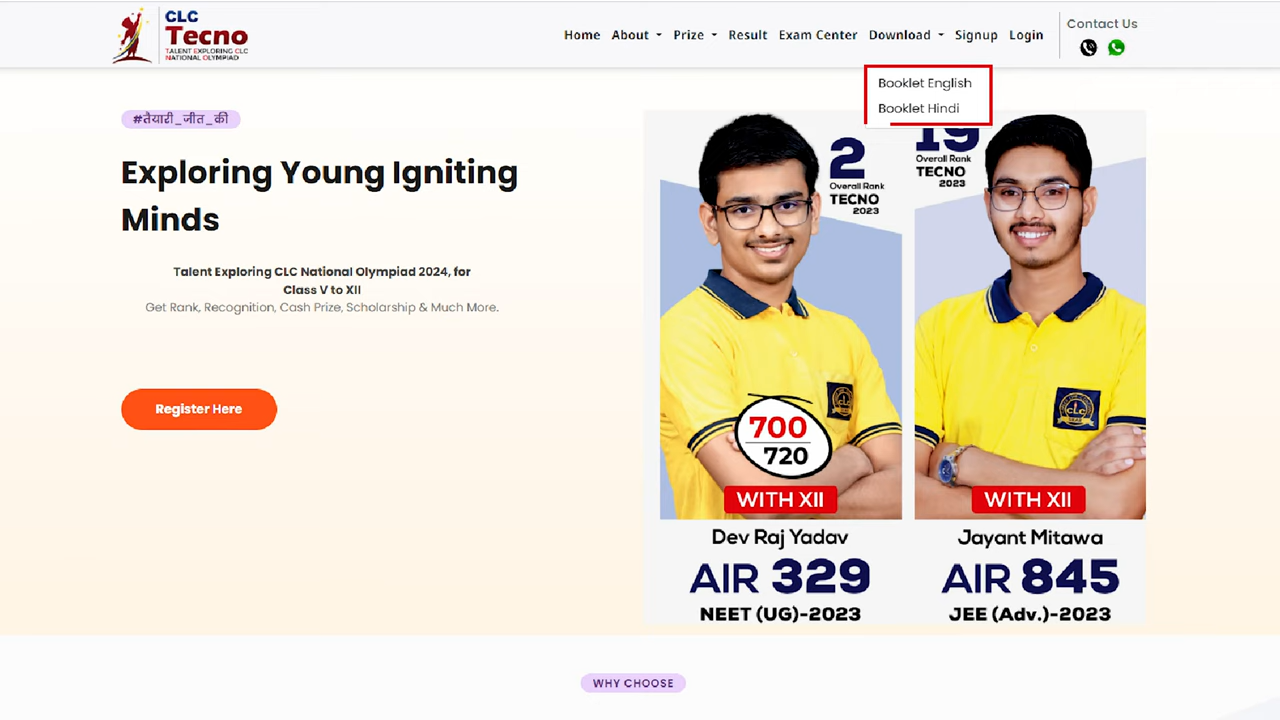 CLC
Tecno
TALENT EXPLORING CLC
NATIONAL OLYMPIAD
Home About Prize Result Exam Center Download Signup Login
Contact Us
Booklet English
Booklet Hindi
#तैयारी_जीत_की
Exploring Young Igniting
Minds
Talent Exploring CLC National Olympiad 2024, for
Class V to XII
Get Rank, Recognition, Cash Prize, Scholarship & Much More.
Register Here
2
Overall Rank
TECNO
2023
19
Overall Rank
TECNO
2023
700
720
WITH XII
Dev Raj Yadav
AIR 329
NEET (UG)-2023
CLC
WITH XII
Jayant Mitawa
AIR 845
JEE (Adv.)-2023
WHY CHOOSE